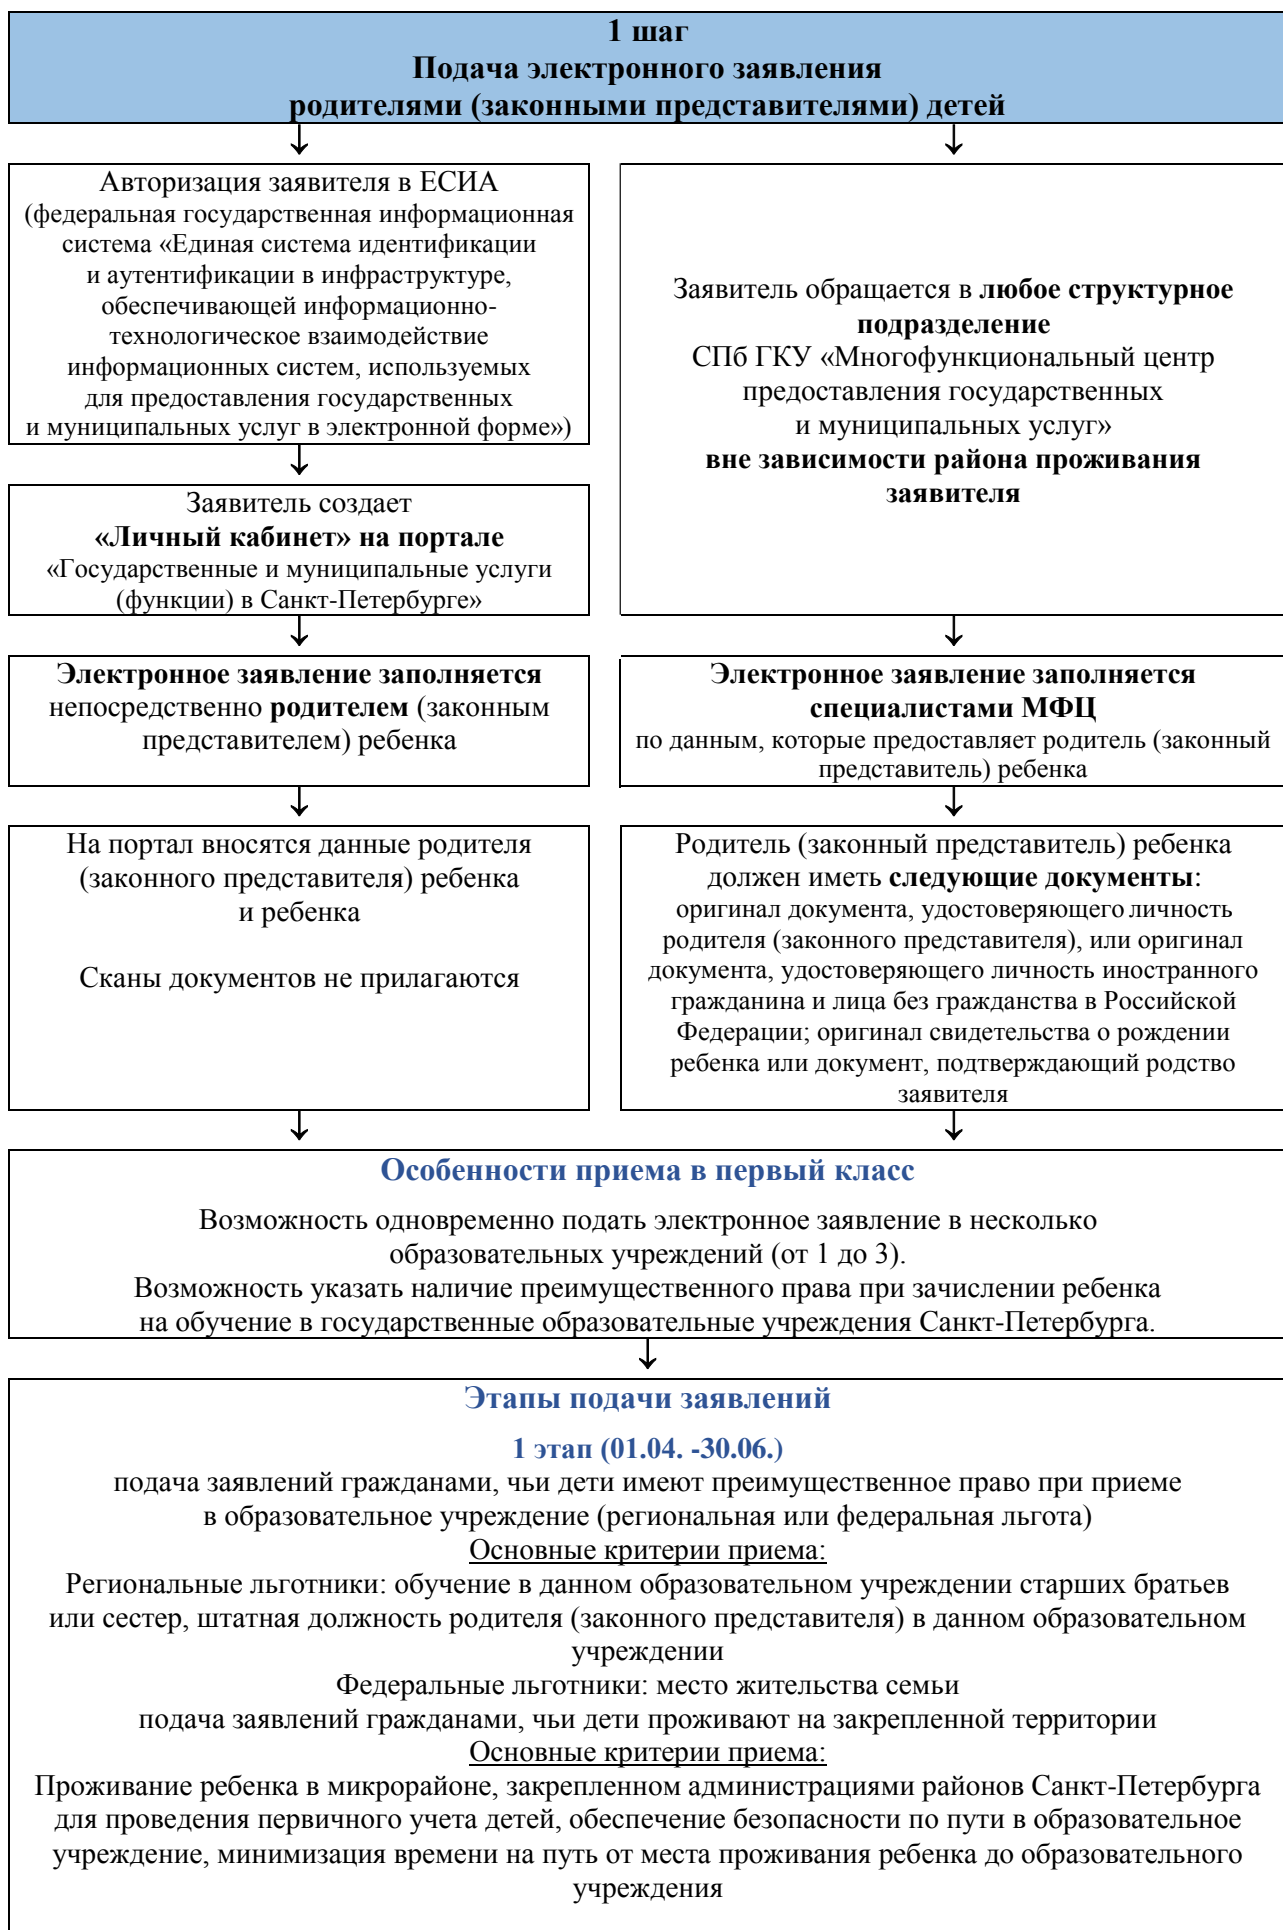 1 шаг
Подача электронного заявления
родителями (законными представителями) детей
Авторизация заявителя в ЕСИА
(федеральная государственная информационная
система «Единая система идентификации
и аутентификации в инфраструктуре,
обеспечивающей информационно-
технологическое взаимодействие
информационных систем, используемых
для предоставления государственных
и муниципальных услуг в электронной форме»)
Заявитель создает
«Личный кабинет» на портале
«Государственные и муниципальные услуги
(функции) в Санкт-Петербурге»
Электронное заявление заполняется
непосредственно родителем (законным
представителем) ребенка
На портал вносятся данные родителя
(законного представителя) ребенка
и ребенка
Сканы документов не прилагаются
Заявитель обращается в любое структурное
подразделение
СПб ГКУ «Многофункциональный центр
предоставления государственных
и муниципальных услуг»
вне зависимости района проживания
заявителя
Электронное заявление заполняется
специалистами МФЦ
по данным, которые предоставляет родитель (законный
представитель) ребенка
Родитель (законный представитель) ребенка
должен иметь следующие документы:
оригинал документа, удостоверяющего личность
родителя (законного представителя), или оригинал
документа, удостоверяющего личность иностранного
гражданина и лица без гражданства в Российской
Федерации; оригинал свидетельства о рождении
ребенка или документ, подтверждающий родство
заявителя
Особенности приема в первый класс
Возможность одновременно подать электронное заявление в несколько
образовательных учреждений (от 1 до 3).
Возможность указать наличие преимущественного права при зачислении ребенка
на обучение в государственные образовательные учреждения Санкт-Петербурга.
Этапы подачи заявлений
1 этап (01.04. -30.06.)
подача заявлений гражданами, чьи дети имеют преимущественное право при приеме
в образовательное учреждение (региональная или федеральная льгота)
Основные критерии приема:
Региональные льготники: обучение в данном образовательном учреждении старших братьев
или сестер, штатная должность родителя (законного представителя) в данном образовательном
учреждении
Федеральные льготники: место жительства семьи
подача заявлений гражданами, чьи дети проживают на закрепленной территории
Основные критерии приема:
Проживание ребенка в микрорайоне, закрепленном администрациями районов Санкт-Петербурга
для проведения первичного учета детей, обеспечение безопасности по пути в образовательное
учреждение, минимизация времени на путь от места проживания ребенка до образовательного
учреждения